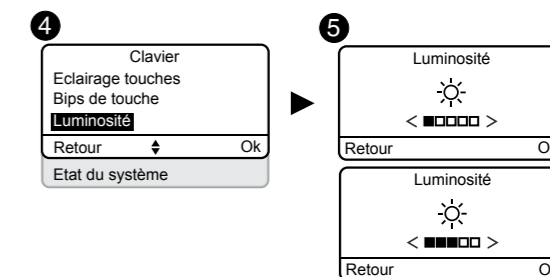 4
Clavier
Eclairage touches
Bips de touche
Luminosité
Retour Ok
Etat du système
5
Luminosité
< >
Retour
Luminosité
< >
Retour